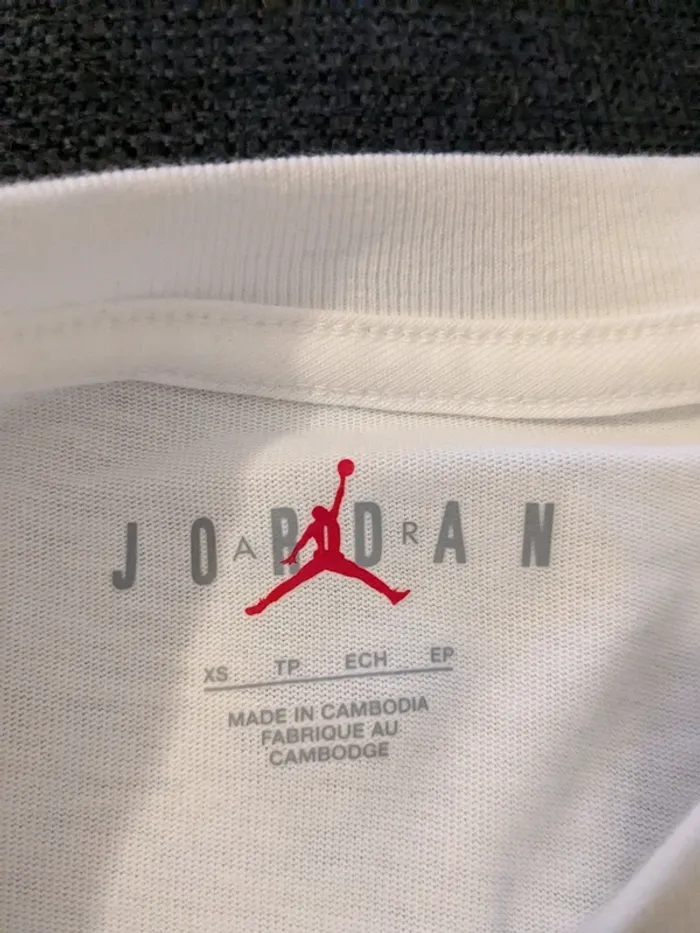 JORDAN
AIR
XS TP ECH EP
MADE IN CAMBODIA
FABRIQUE AU
CAMBODGE